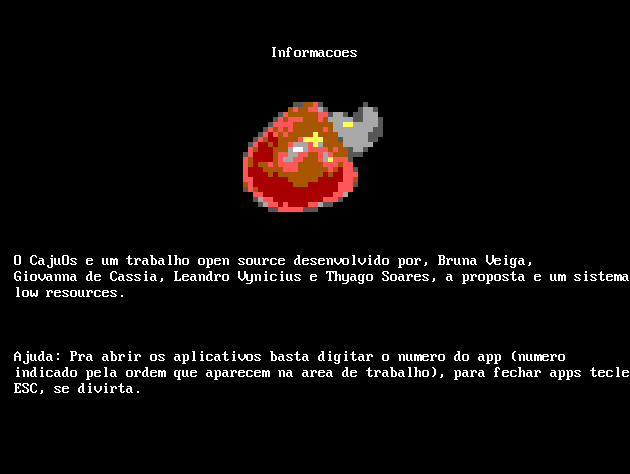 Informacoes
O CajuOs e um trabalho open source desenvolvido por, Bruna Veiga,
Giovanna de Cassia, Leandro Vynicius e Thyago Soares, a proposta e um sistema
low resources.
Ajuda: Pra abrir os aplicativos basta digitar o numero do app (numero
indicado pela ordem que aparecem na area de trabalho), para fechar apps tecle
ESC, se divirta.